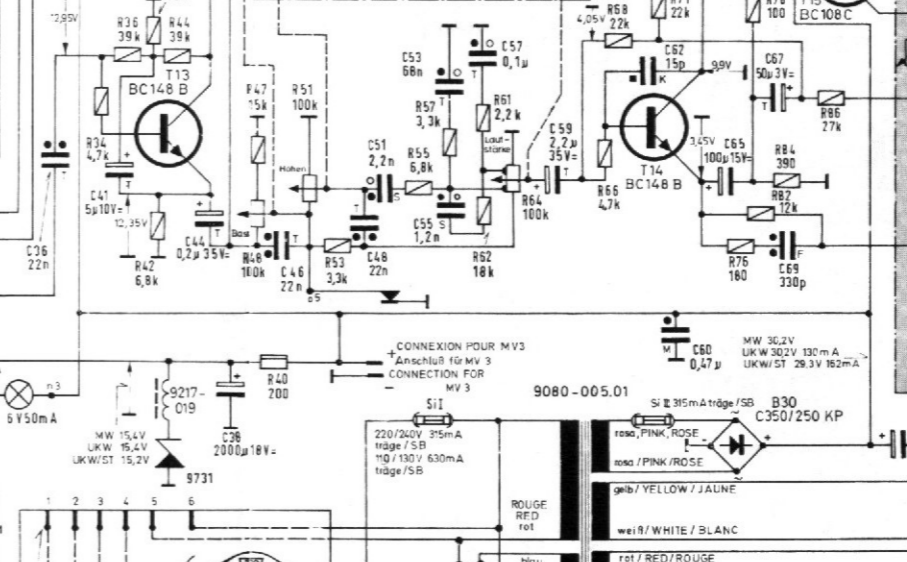 12,95V
R36
39k
R44
39k
T13
BC148 B
R34
4,7k
C41
5µ10V=
12,35V
C36
22n
R42
6,8k
C44
0,2µ 35V=
R47
15k
R51
100k
Höhen
Bass
R48
100k
C46
22n
R53
3,3k
C48
22n
C51
2,2n
R55
6,8k
C53
68n
R57
3,3k
C55
1,2n
C57
0,1µ
R61
2,2k
Laut-
stärke
R62
18k
R64
100k
C59
2,2µ
35V=
4,05V
R68
22k
22k
C62
15p
K
9,9V
R66
4,7k
T14
BC148 B
3,45V
C65
100µ15V=
100
BC108C
C67
50µ3V=
R86
27k
R84
390
R82
12k
R76
180
C69
330p
F
T
S
a5
M
C60
0,47µ
MW 30,2V
UKW 30,2V 130mA
UKW/ST 29,3V 162mA
+ CONNEXION POUR MV3
Anschluß für MV 3
CONNECTION FOR
MV 3
−
R40
200
n3
6V50mA
9217-
019
C38
2000µ18V=
MW 15,4V
UKW 15,4V
UKW/ST 15,2V
9731
Si I
220/240V 315mA
träge/SB
110/130V 630mA
träge/SB
9080-005.01
Si II 315mA träge/SB
B30
C350/250 KP
rosa, PINK, ROSE
rosa/PINK/ROSE
gelb/YELLOW/JAUNE
weiß/WHITE/BLANC
rot/RED/ROUGE
ROUGE
RED
rot
blau
1 2 3 4 5 6